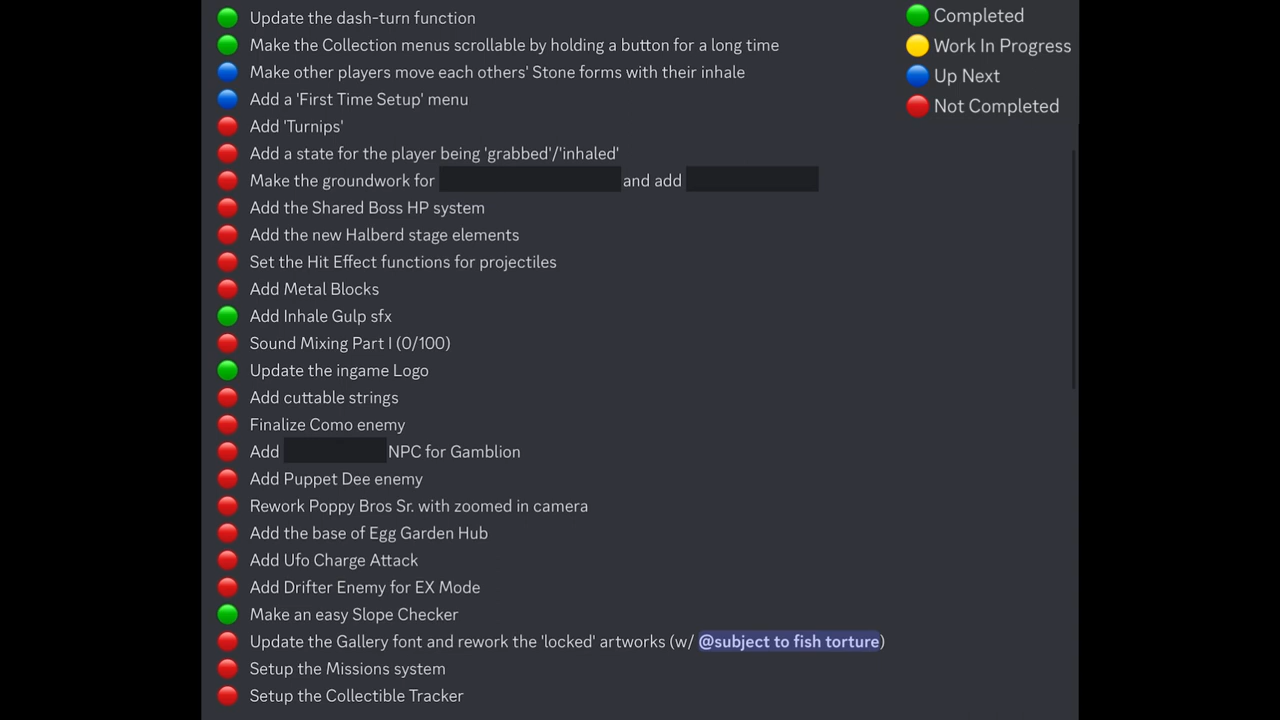 Update the dash-turn function
Make the Collection menus scrollable by holding a button for a long time
Make other players move each others' Stone forms with their inhale
Add a 'First Time Setup' menu
Add 'Turnips'
Add a state for the player being 'grabbed'/'inhaled'
Make the groundwork for and add
Add the Shared Boss HP system
Add the new Halberd stage elements
Set the Hit Effect functions for projectiles
Add Metal Blocks
Add Inhale Gulp sfx
Sound Mixing Part I (0/100)
Update the ingame Logo
Add cuttable strings
Finalize Como enemy
Add NPC for Gamblion
Add Puppet Dee enemy
Rework Poppy Bros Sr. with zoomed in camera
Add the base of Egg Garden Hub
Add Ufo Charge Attack
Add Drifter Enemy for EX Mode
Make an easy Slope Checker
Update the Gallery font and rework the 'locked' artworks (w/ @subject to fish torture)
Setup the Missions system
Setup the Collectible Tracker
Completed
Work In Progress
Up Next
Not Completed